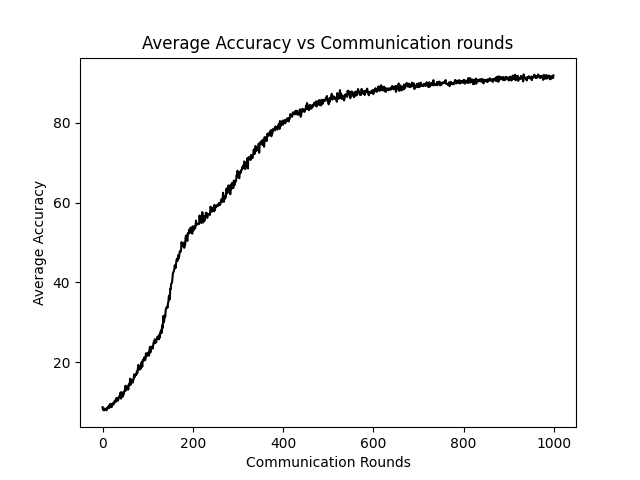 Average Accuracy vs Communication rounds
Average Accuracy
80
60
40
20
0 200 400 600 800 1000
Communication Rounds